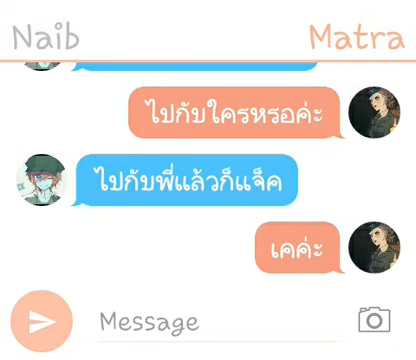 Naib Matra
ไปกับใครหรอค่ะ
ไปกับพี่แล้วก็แจ็ค
เคค่ะ
Message